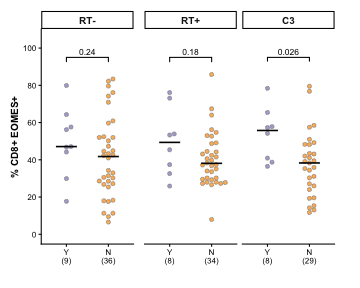 RT- RT+ C3
0.24 0.18 0.026
100
80
60
40
20
0
% CD8+ EOMES+
Y N Y N Y N
(9) (36) (8) (34) (8) (29)